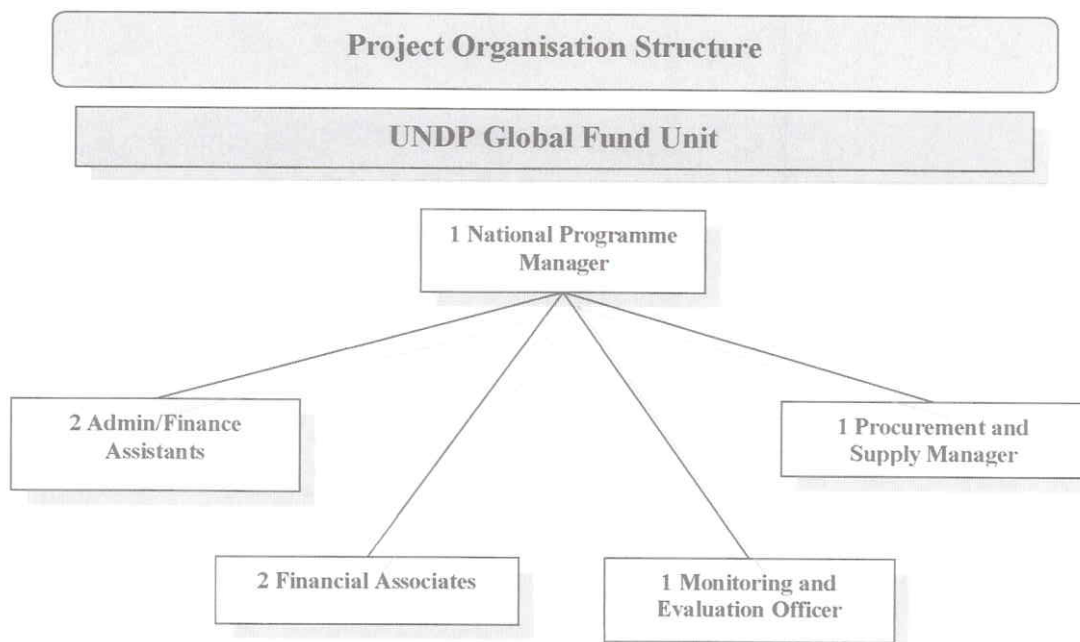 Project Organisation Structure
UNDP Global Fund Unit
1 National Programme
Manager
2 Admin/Finance
Assistants
1 Procurement and
Supply Manager
2 Financial Associates
1 Monitoring and
Evaluation Officer